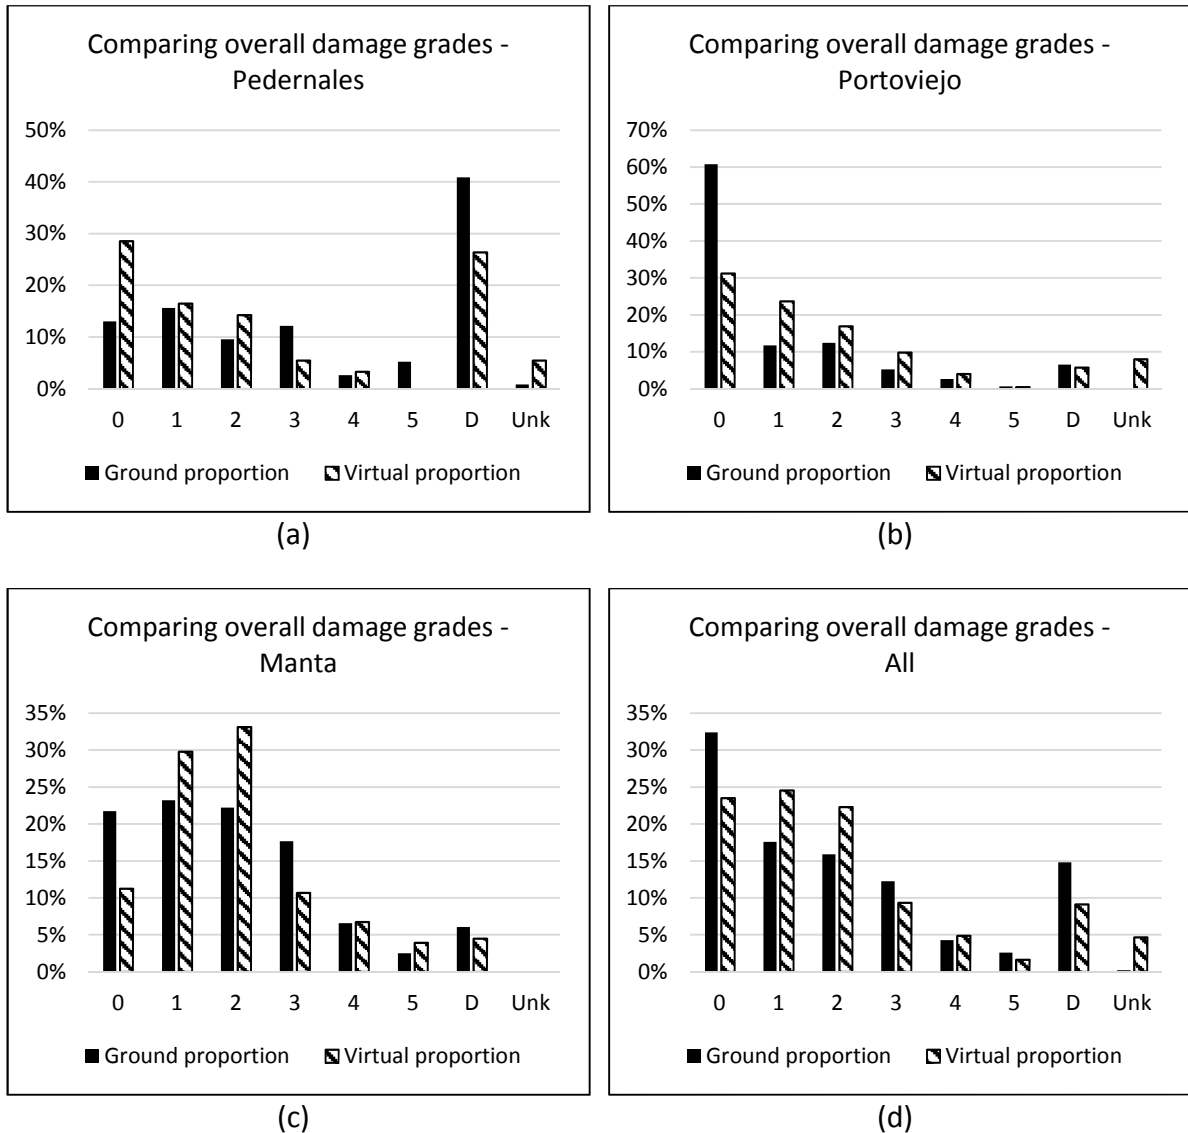 Comparing overall damage grades -
Pedernales
50%
40%
30%
20%
10%
0%
0 1 2 3 4 5 D Unk
Ground proportion Virtual proportion
(a)
Comparing overall damage grades -
Portoviejo
70%
60%
50%
40%
30%
20%
10%
0%
0 1 2 3 4 5 D Unk
Ground proportion Virtual proportion
(b)
Comparing overall damage grades -
Manta
35%
30%
25%
20%
15%
10%
5%
0%
0 1 2 3 4 5 D Unk
Ground proportion Virtual proportion
(c)
Comparing overall damage grades -
All
35%
30%
25%
20%
15%
10%
5%
0%
0 1 2 3 4 5 D Unk
Ground proportion Virtual proportion
(d)